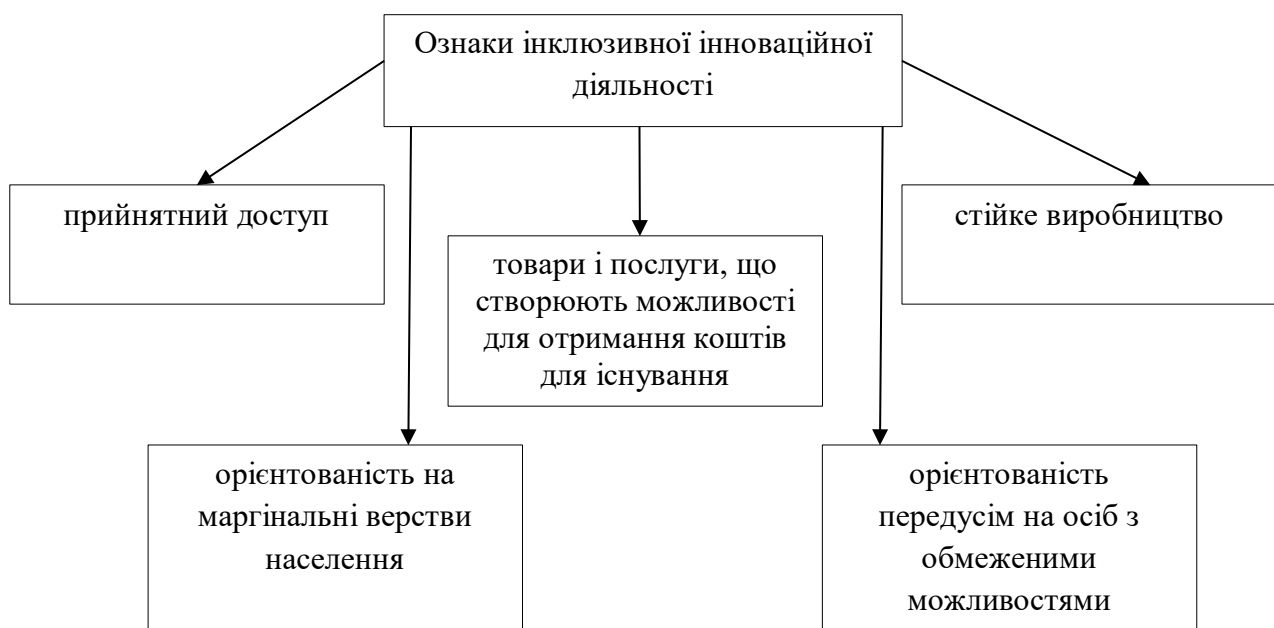 Ознаки інклюзивної інноваційної
діяльності
прийнятний доступ
стійке виробництво
товари і послуги, що
створюють можливості
для отримання коштів
для існування
орієнтованість на
маргінальні верстви
населення
орієнтованість
передусім на осіб з
обмеженими
можливостями